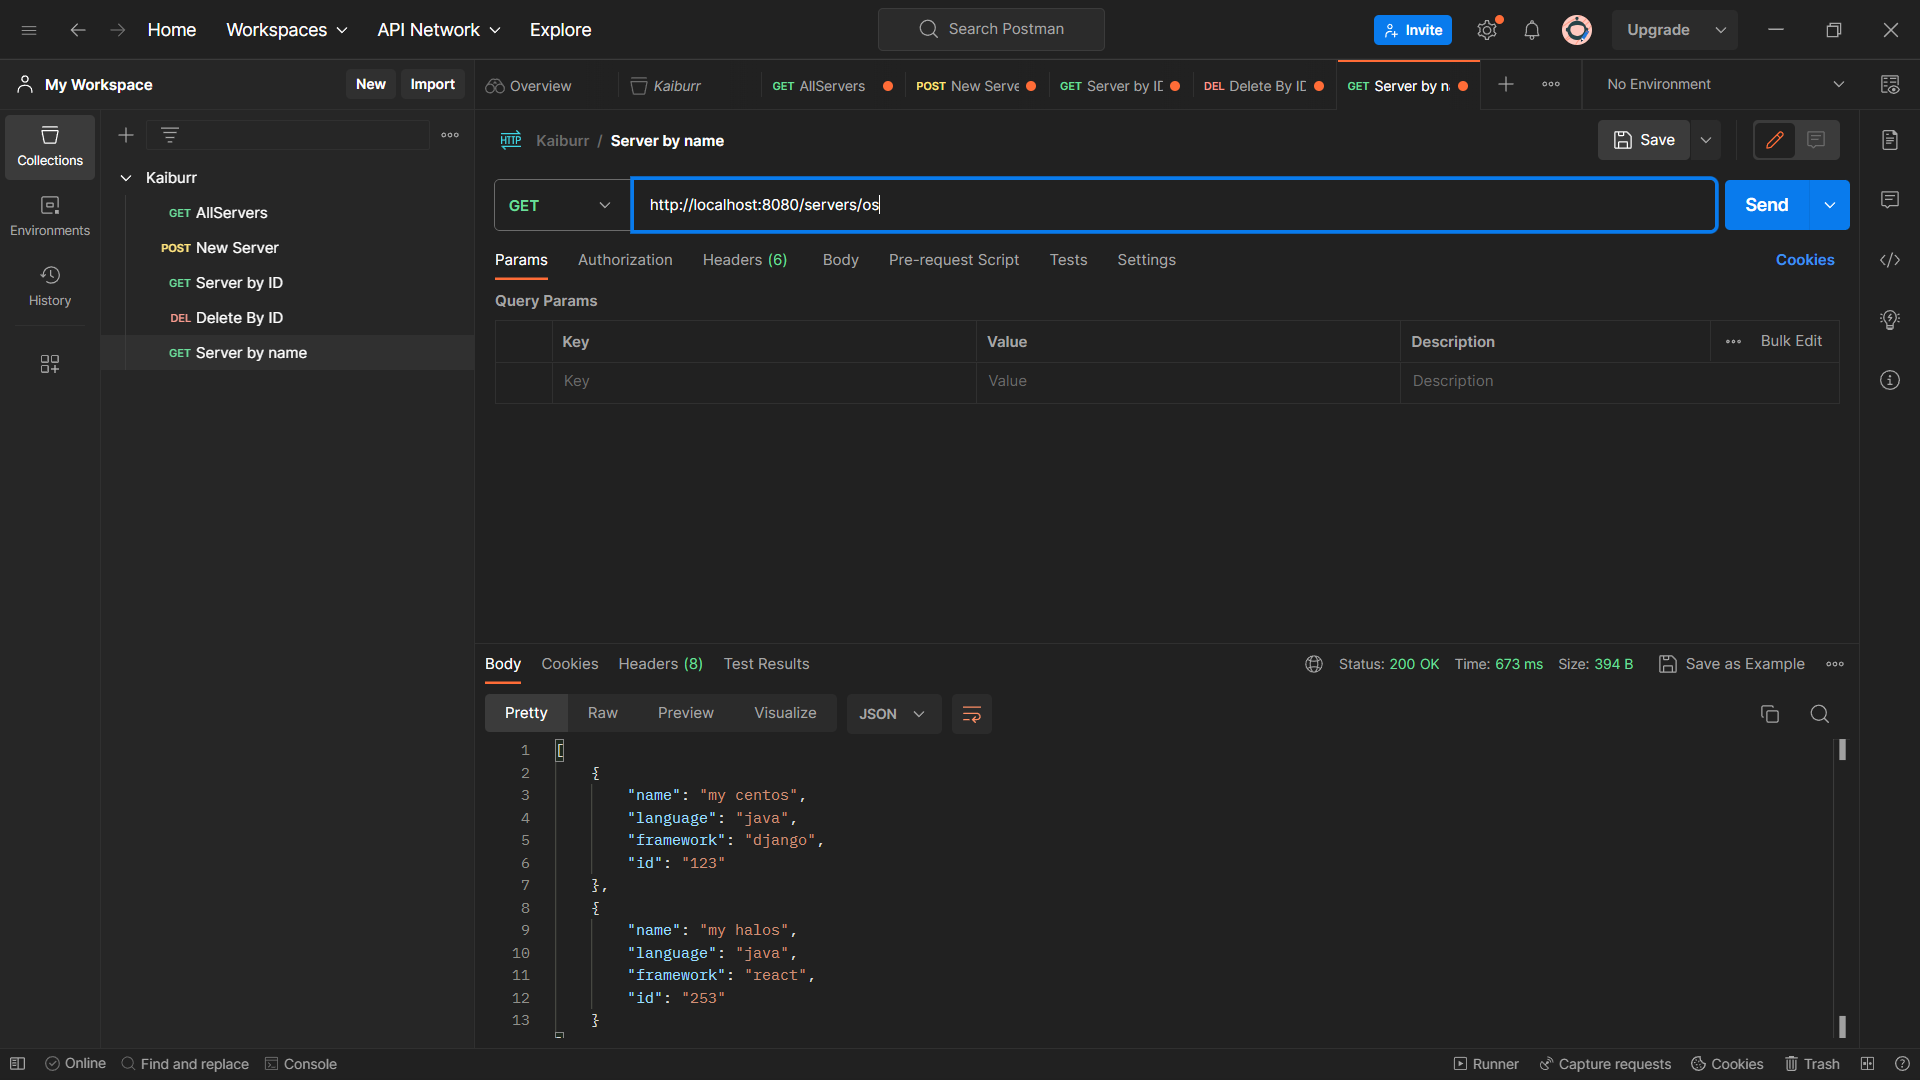 Home Workspaces API Network Explore Search Postman Invite Upgrade
My Workspace New Import Overview Kaiburr GET AllServers POST New Serve GET Server by ID DEL Delete By ID GET Server by n No Environment
Collections
Environments
History
Kaiburr
GET AllServers
POST New Server
GET Server by ID
DEL Delete By ID
GET Server by name
HTTP Kaiburr / Server by name Save
GET http://localhost:8080/servers/os Send
Params Authorization Headers (6) Body Pre-request Script Tests Settings Cookies
Query Params
Key Value Description Bulk Edit
Key Value Description
Body Cookies Headers (8) Test Results Status: 200 OK Time: 673 ms Size: 394 B Save as Example
Pretty Raw Preview Visualize JSON
1 [
2 {
3 "name": "my centos",
4 "language": "java",
5 "framework": "django",
6 "id": "123"
7 },
8 {
9 "name": "my halos",
10 "language": "java",
11 "framework": "react",
12 "id": "253"
13 }
Online Find and replace Console Runner Capture requests Cookies Trash